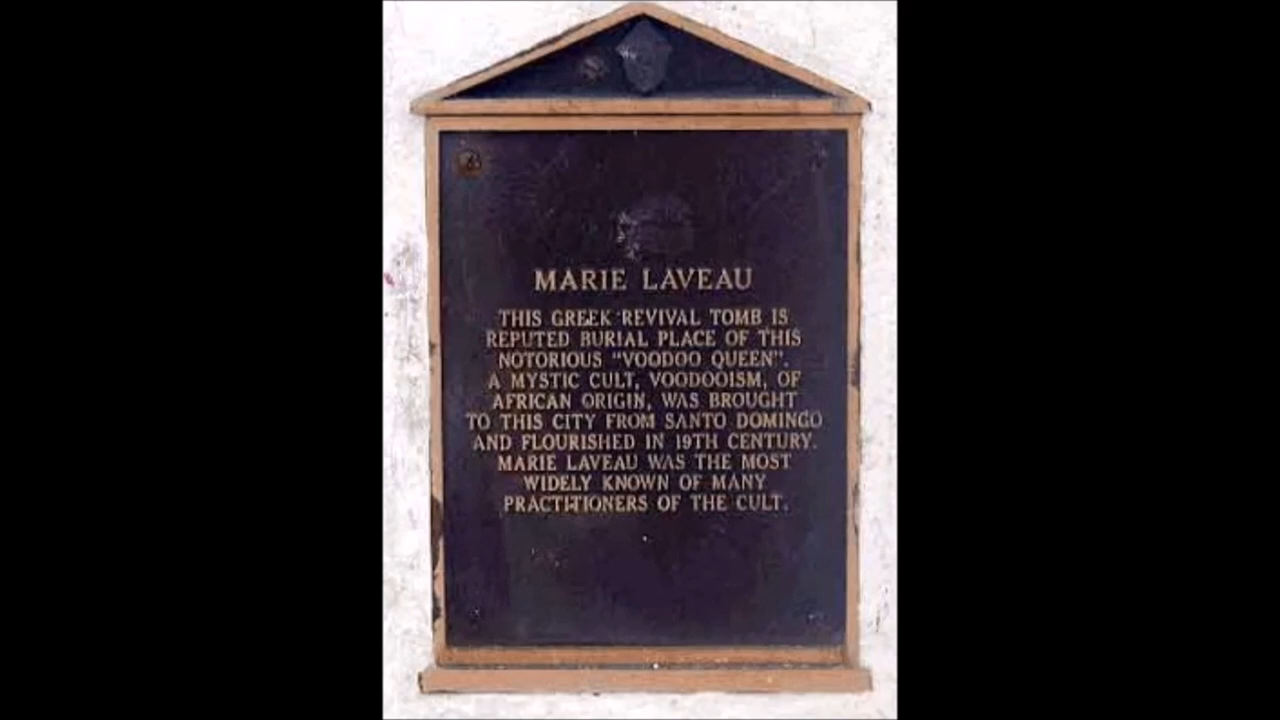 MARIE LAVEAU
THIS GREEK REVIVAL TOMB IS
REPUTED BURIAL PLACE OF THIS
NOTORIOUS "VOODOO QUEEN".
A MYSTIC CULT, VOODOOISM, OF
AFRICAN ORIGIN, WAS BROUGHT
TO THIS CITY FROM SANTO DOMINGO
AND FLOURISHED IN 19TH CENTURY.
MARIE LAVEAU WAS THE MOST
WIDELY KNOWN OF MANY
PRACTITIONERS OF THE CULT.